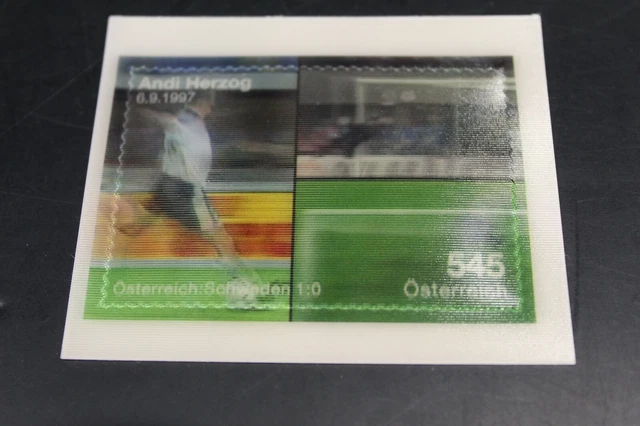 Andi Herzog
6.9.1997
545
Österreich:Schweden 1:0
Österreich